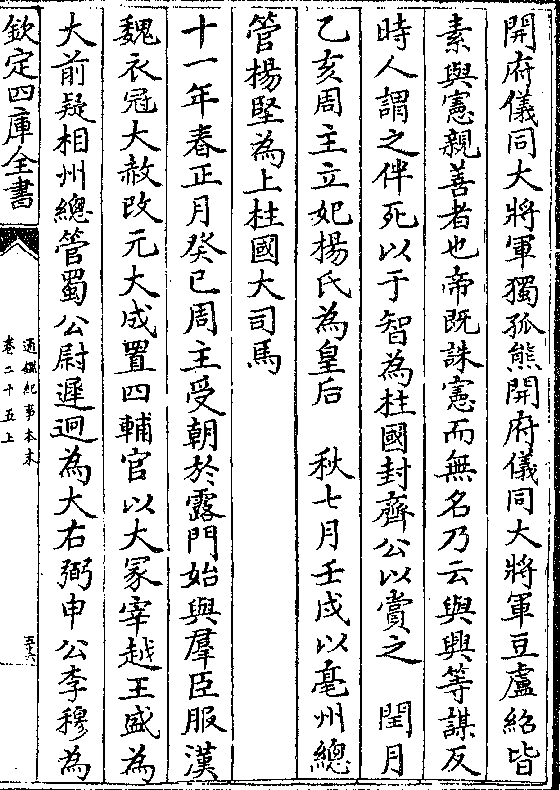 開府儀同大將軍獨孤熊開府儀同大將軍豆盧紹皆
素與憲親善者也帝既誅憲而無名乃云與興等謀反
時人謂之伴死以于智為柱國封齊公以賞之　閏月
乙亥周主立妃楊氏為皇后　秋七月壬戌以亳州總
管楊堅為上柱國大司馬
十一年春正月癸巳周主受朝於露門始與羣臣服漢
魏衣冠大赦改元大成置四輔官以大冢宰越王盛為
大前疑相州總管蜀公尉遲迥為大右弼申公李穆為
欽定四庫全書
通鑑紀事本末
卷二十五上